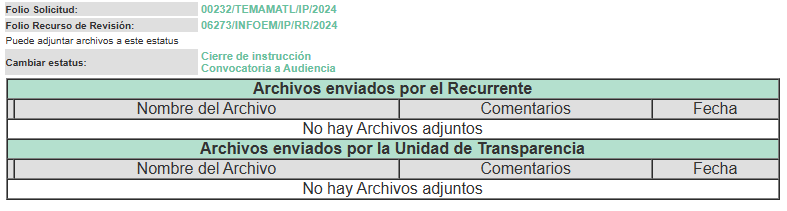 Folio Solicitud: 00232/TEMAMATL/IP/2024
Folio Recurso de Revisión: 06273/INFOEM/IP/RR/2024
Puede adjuntar archivos a este estatus
Cambiar estatus: Cierre de instrucción
Convocatoria a Audiencia
Archivos enviados por el Recurrente
Nombre del Archivo Comentarios Fecha
No hay Archivos adjuntos
Archivos enviados por la Unidad de Transparencia
Nombre del Archivo Comentarios Fecha
No hay Archivos adjuntos